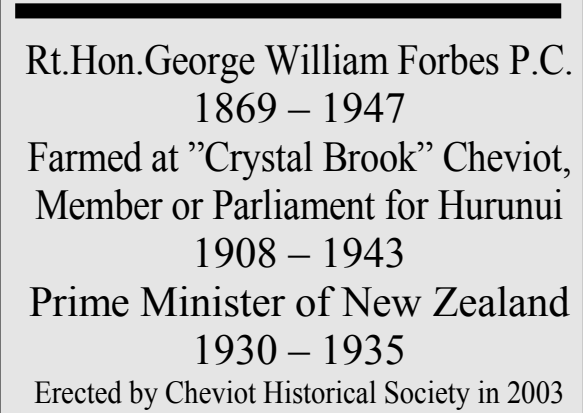 Rt.Hon.George William Forbes P.C.
1869 – 1947
Farmed at ”Crystal Brook” Cheviot,
Member or Parliament for Hurunui
1908 – 1943
Prime Minister of New Zealand
1930 – 1935
Erected by Cheviot Historical Society in 2003